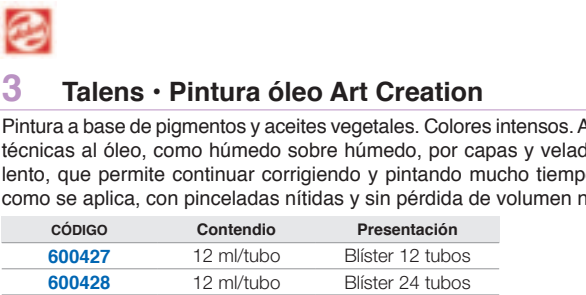 3 Talens · Pintura óleo Art Creation
Pintura a base de pigmentos y aceites vegetales. Colores intensos. A
técnicas al óleo, como húmedo sobre húmedo, por capas y velad
lento, que permite continuar corrigiendo y pintando mucho tiemp
como se aplica, con pinceladas nítidas y sin pérdida de volumen n
CÓDIGO Contendio Presentación
600427 12 ml/tubo Blíster 12 tubos
600428 12 ml/tubo Blíster 24 tubos